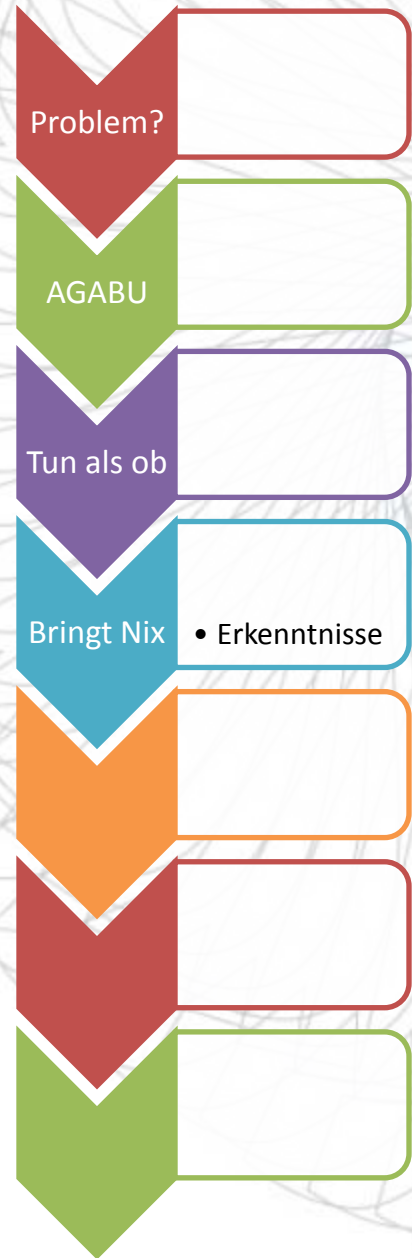 Problem?
AGABU
Tun als ob
Bringt Nix
• Erkenntnisse